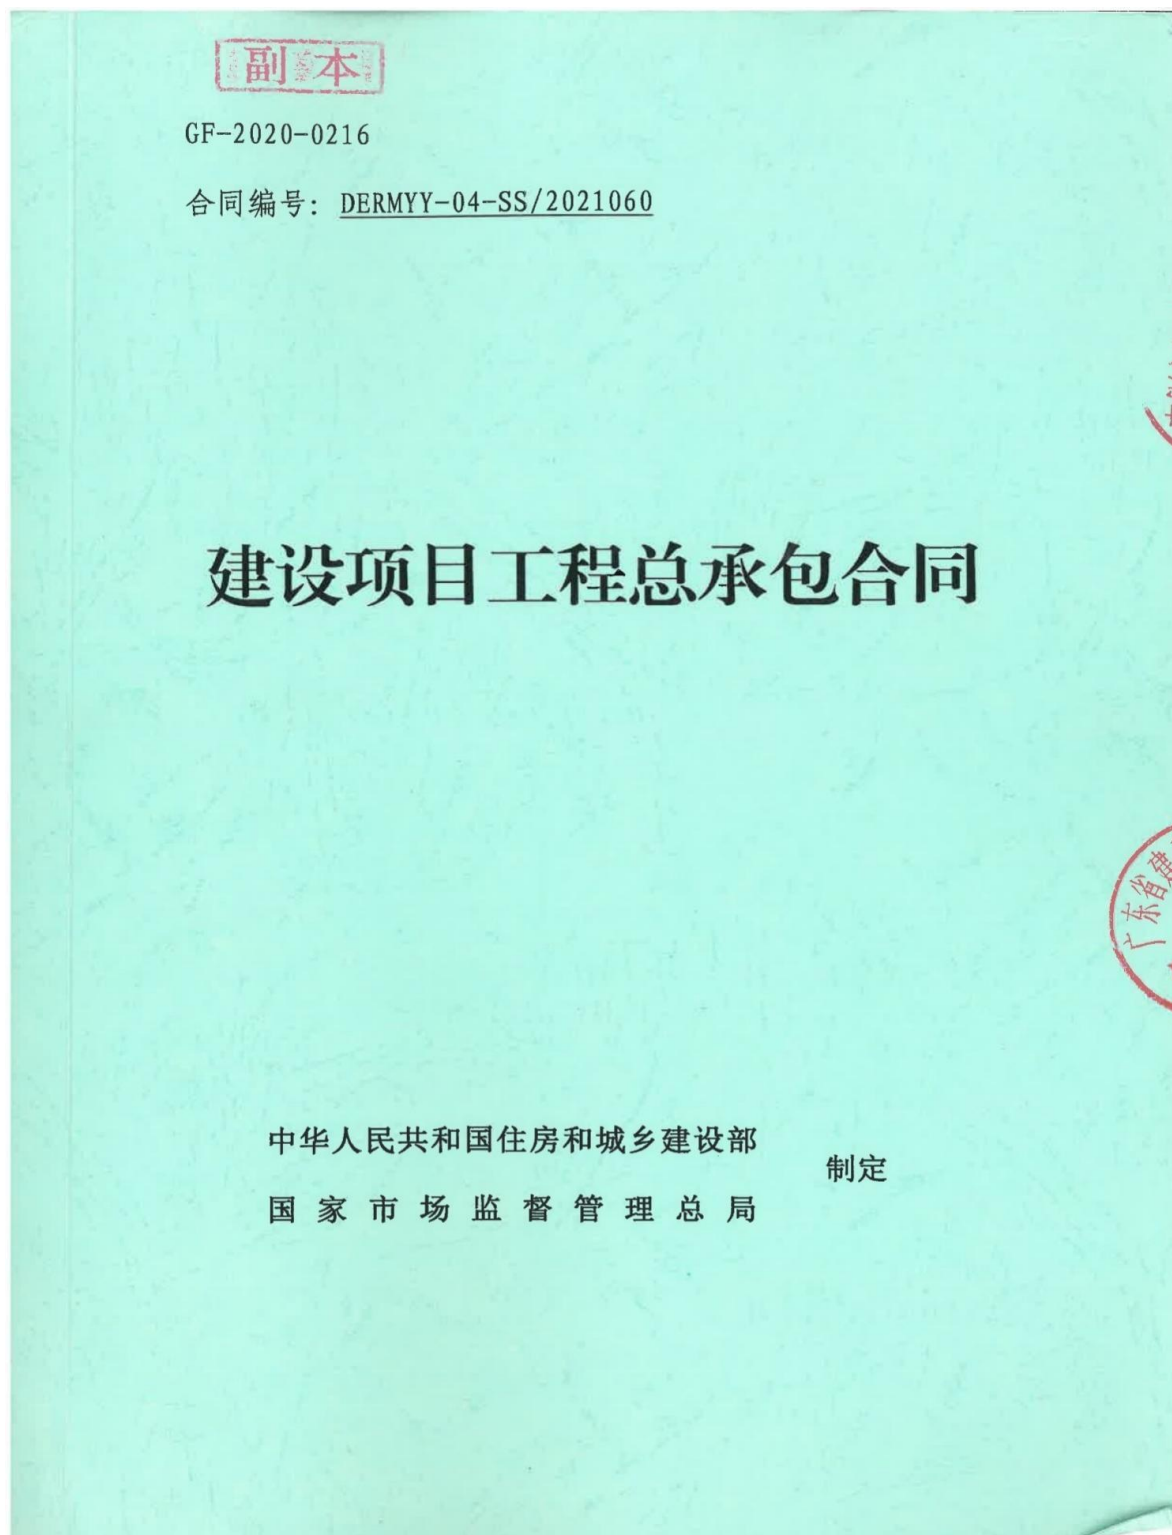 副本
GF-2020-0216
合同编号: DERMYY-04-SS/2021060
建设项目工程总承包合同
广东省建
中华人民共和国住房和城乡建设部
制定
国家市场监督管理总局